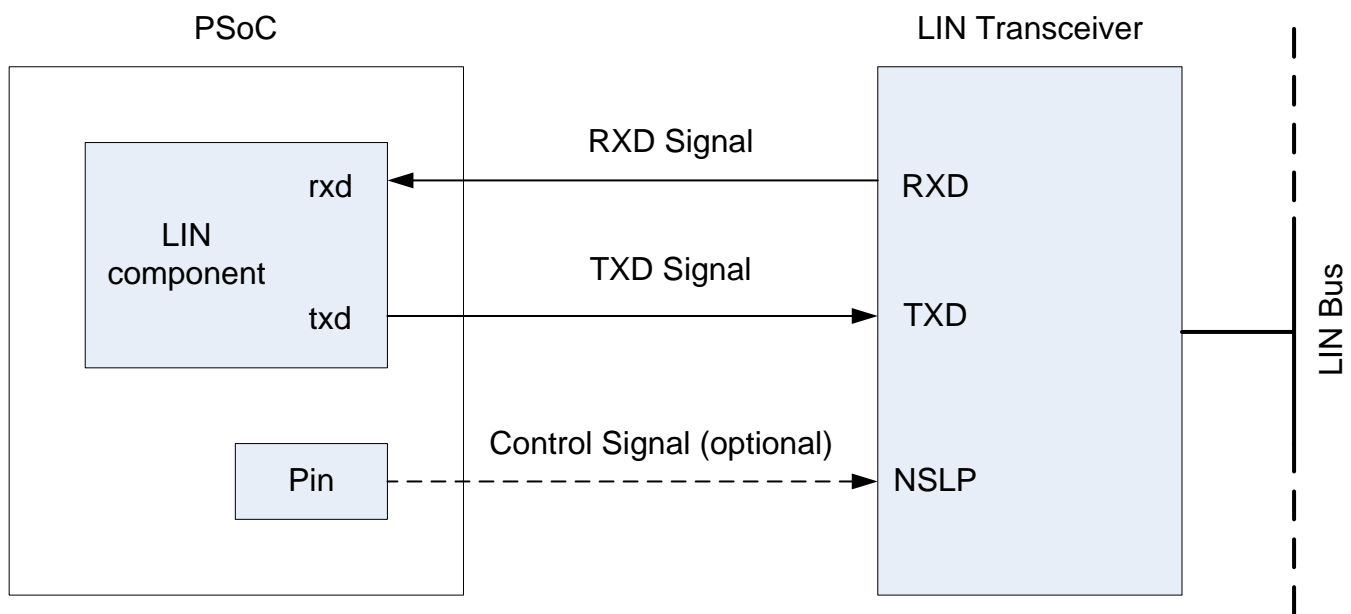 PSoC
LIN Transceiver
RXD Signal
rxd
RXD
LIN
component
TXD Signal
txd
TXD
LIN Bus
Control Signal (optional)
Pin
NSLP